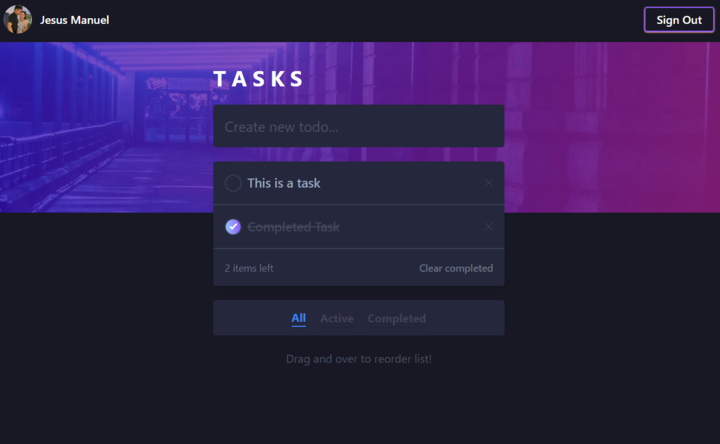 Jesus Manuel
Sign Out
TASKS
Create new todo...
This is a task
Completed Task
2 items left
Clear completed
All Active Completed
Drag and over to reorder list!